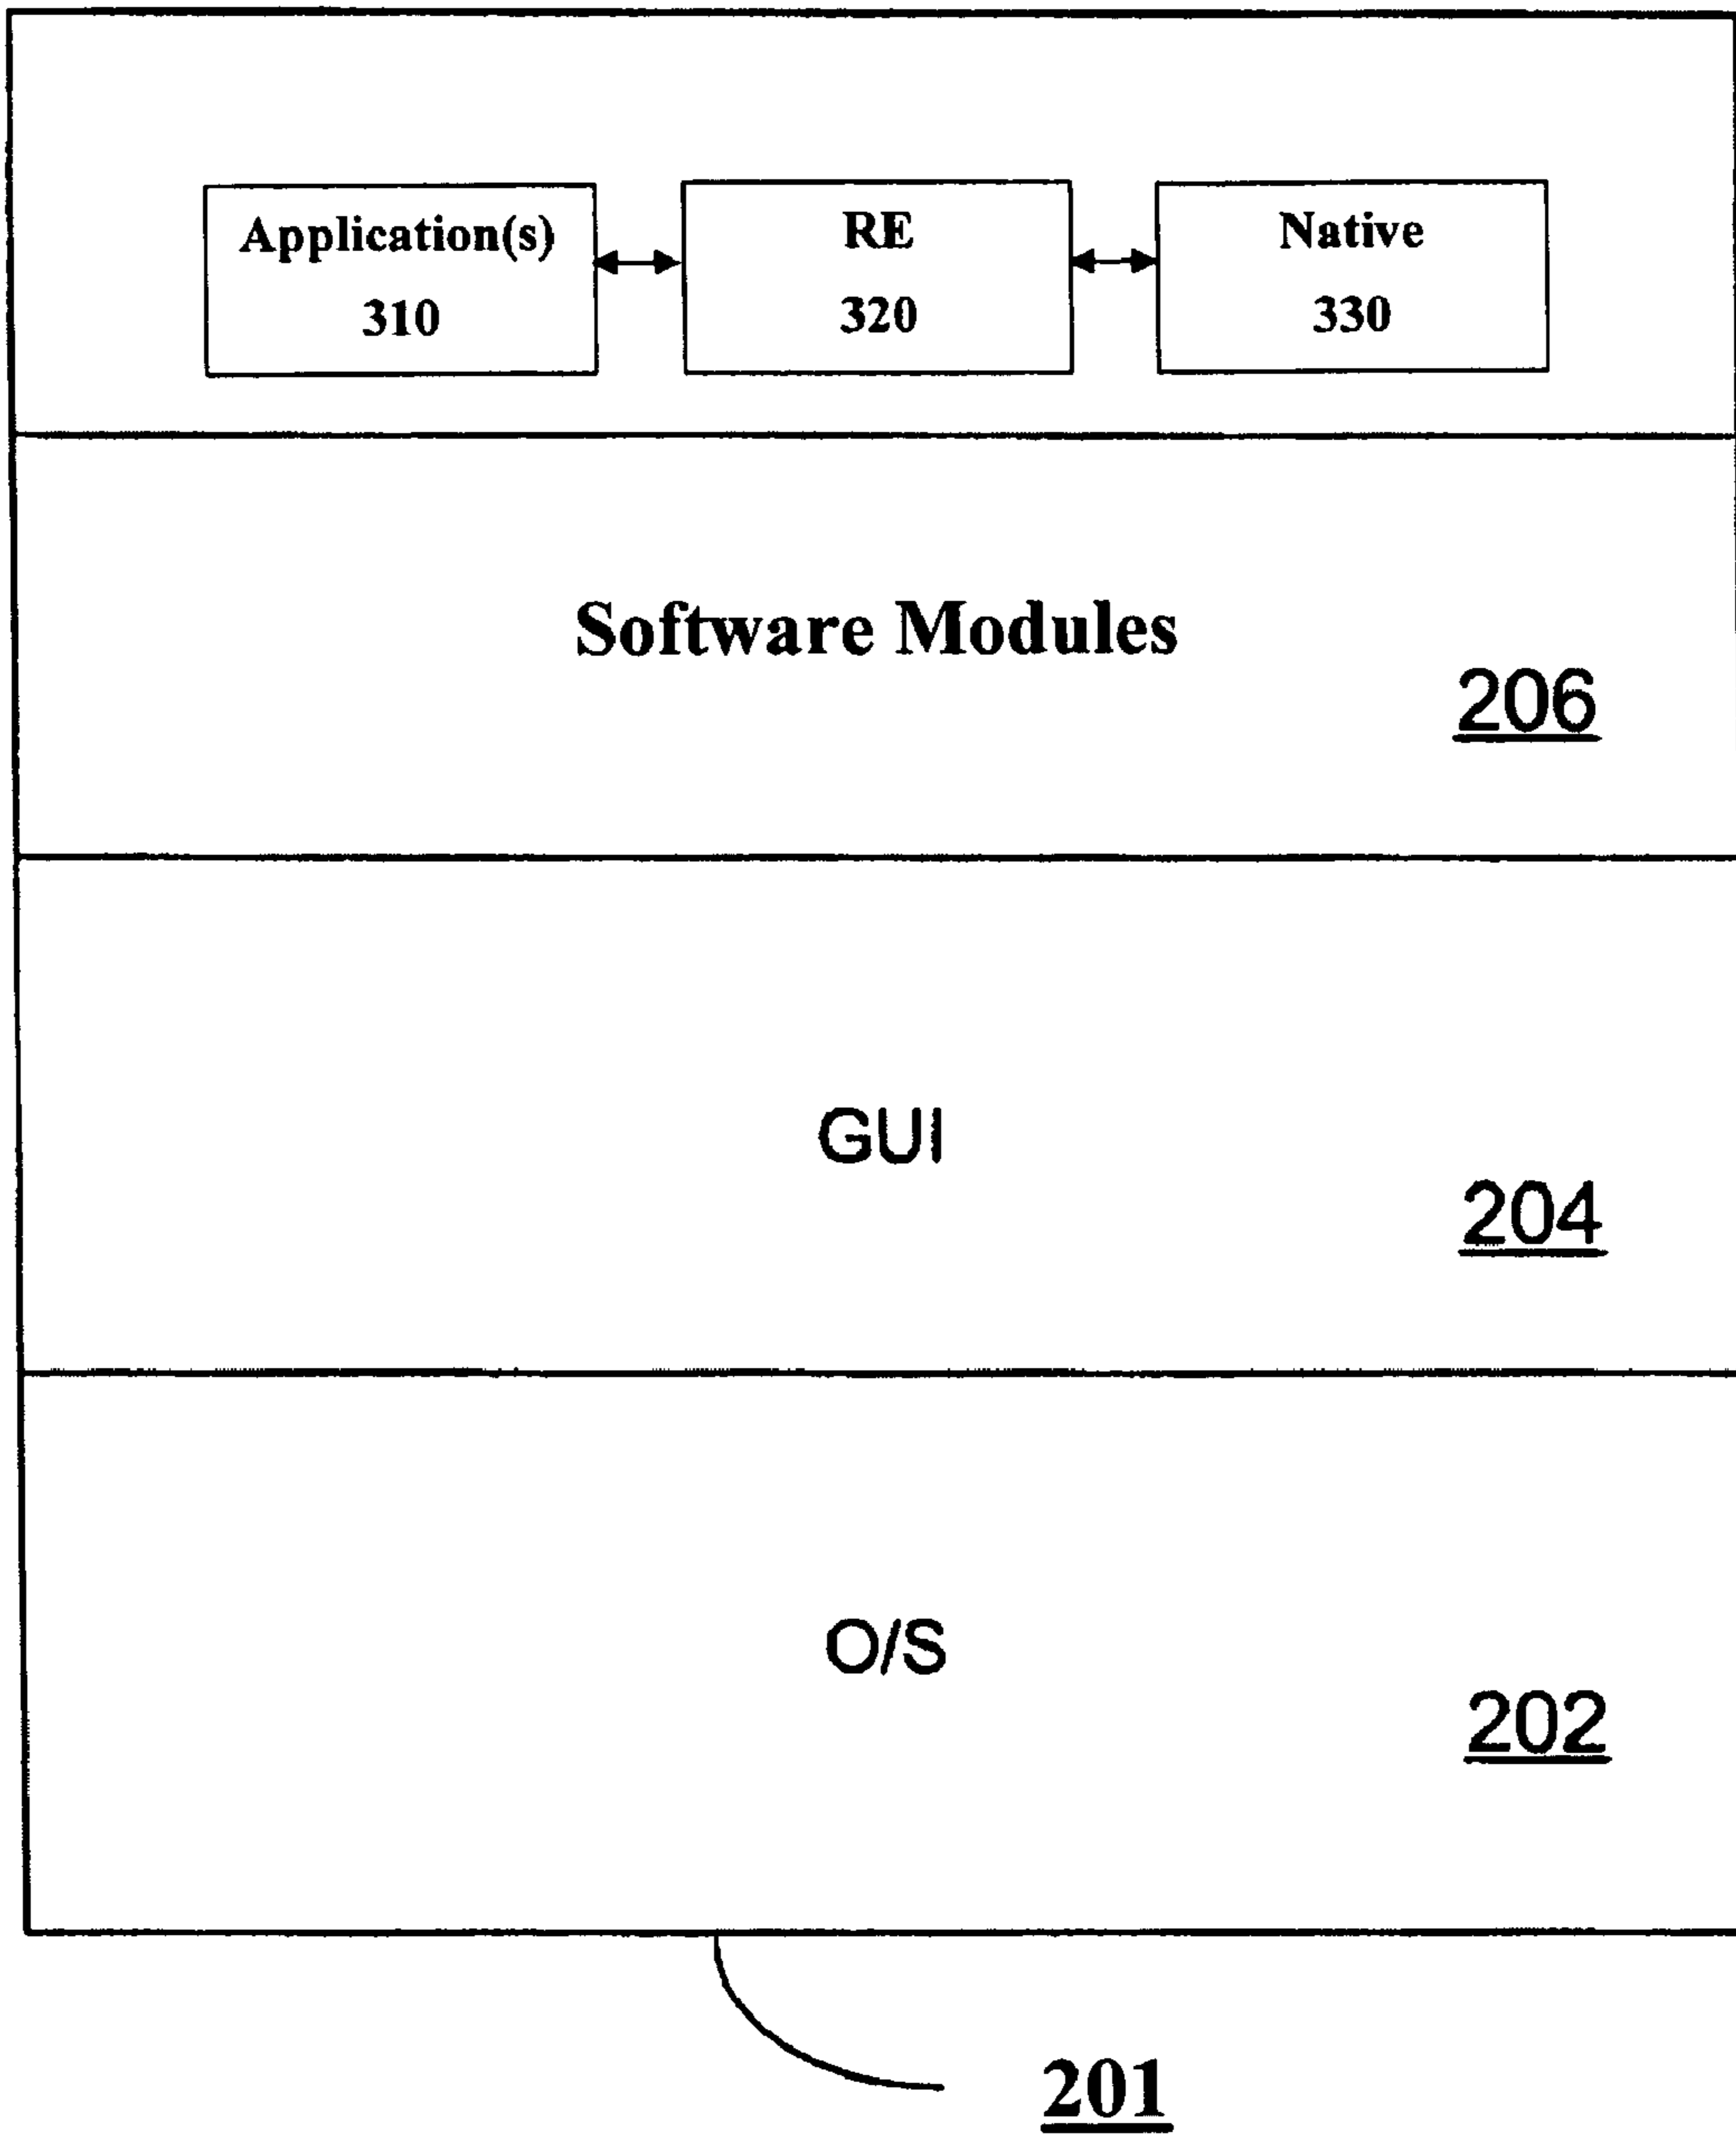 Application(s)
310
RE
320
Native
330
Software Modules
206
GUI
204
O/S
202
201